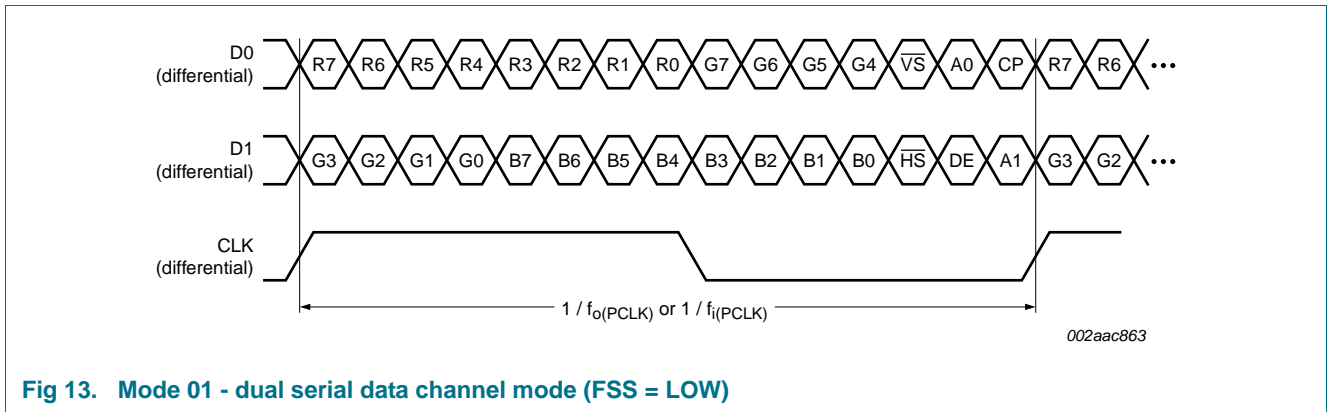 D0
(differential)
R7 R6 R5 R4 R3 R2 R1 R0 G7 G6 G5 G4 V̅S̅ A0 CP R7 R6 •••
D1
(differential)
G3 G2 G1 G0 B7 B6 B5 B4 B3 B2 B1 B0 H̅S̅ DE A1 G3 G2 •••
CLK
(differential)
1 / fo(PCLK) or 1 / fi(PCLK)
002aac863
Fig 13. Mode 01 - dual serial data channel mode (FSS = LOW)